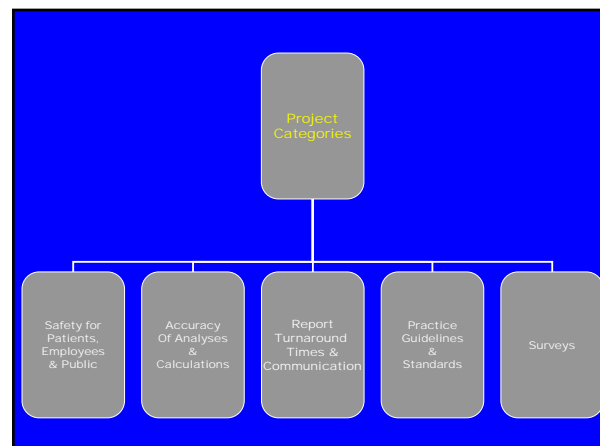 Project
Categories
Safety for
Patients,
Employees
& Public
Accuracy
Of Analyses
&
Calculations
Report
Turnaround
Times &
Communication
Practice
Guidelines
&
Standards
Surveys